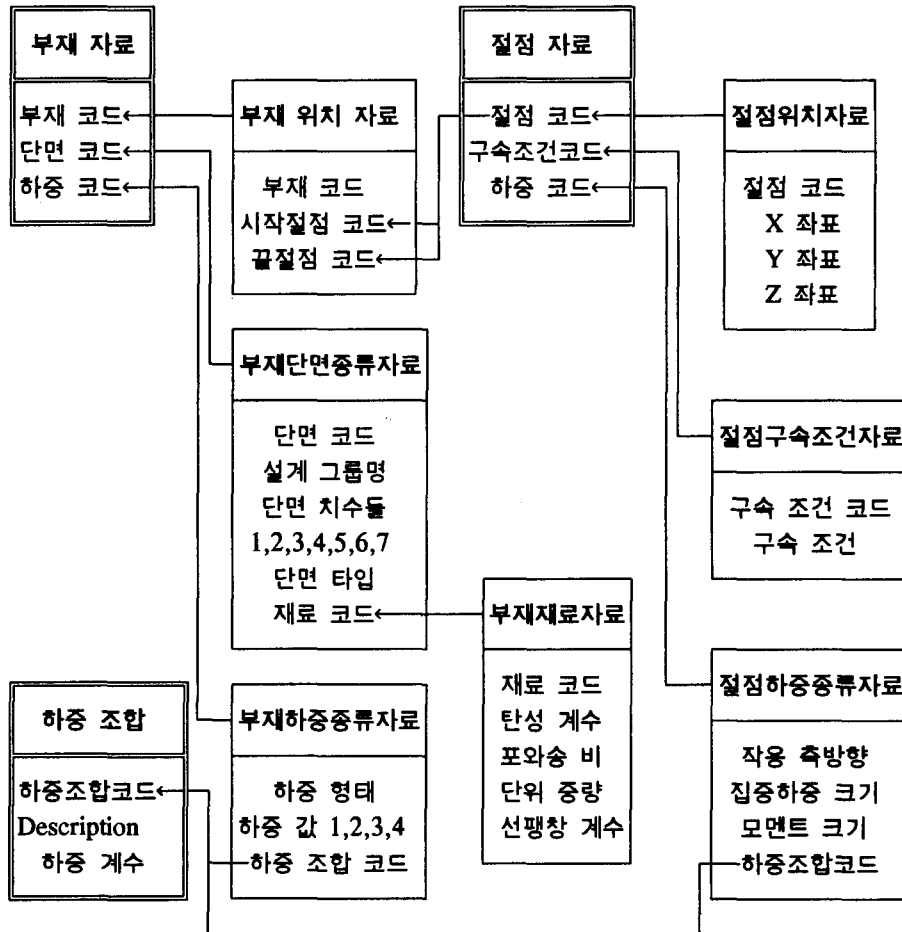 부재 자료
부재 코드
단면 코드
하중 코드
부재 위치 자료
부재 코드
시작절점 코드
끝절점 코드
절점 자료
절점 코드
구속조건코드
하중 코드
절점위치자료
절점 코드
X 좌표
Y 좌표
Z 좌표
부재단면종류자료
단면 코드
설계 그룹명
단면 치수들
1,2,3,4,5,6,7
단면 타입
재료 코드
절점구속조건자료
구속 조건 코드
구속 조건
부재재료자료
재료 코드
탄성 계수
포와송 비
단위 중량
선팽창 계수
하중 조합
하중조합코드
Description
하중 계수
부재하중종류자료
하중 형태
하중 값 1,2,3,4
하중 조합 코드
절점하중종류자료
작용 축방향
집중하중 크기
모멘트 크기
하중조합코드